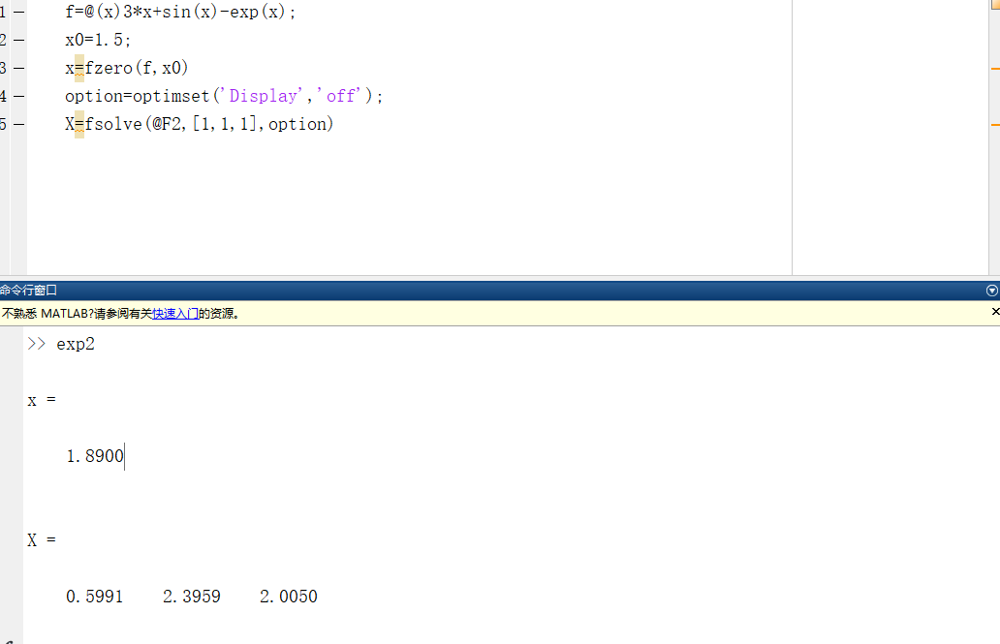 1 — f=@(x)3*x+sin(x)-exp(x);
2 — x0=1.5;
3 — x=fzero(f,x0)
4 — option=optimset('Display','off');
5 — X=fsolve(@F2,[1,1,1],option)
命令行窗口
不熟悉 MATLAB?请参阅有关快速入门的资源。
>> exp2
x =
1.8900
X =
0.5991 2.3959 2.0050